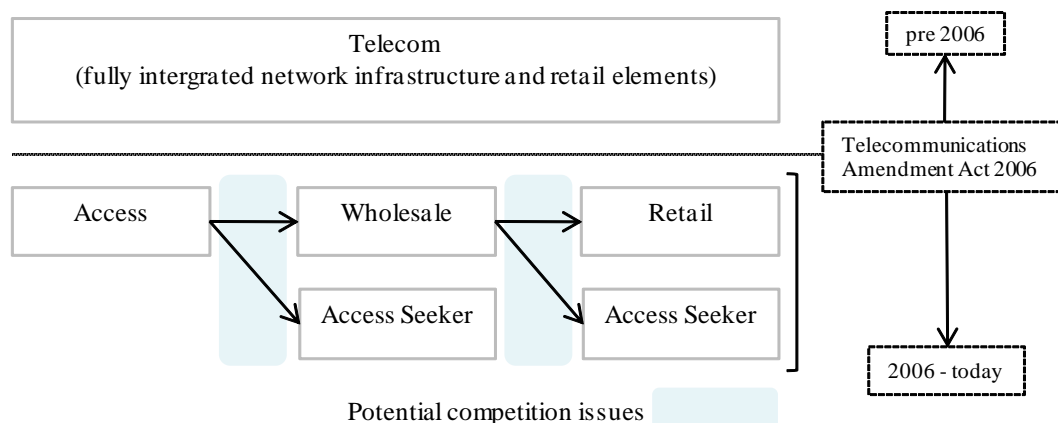 Telecom
(fully intergrated network infrastructure and retail elements)
pre 2006
Telecommunications
Amendment Act 2006
Access
Wholesale
Retail
Access Seeker
Access Seeker
2006 - today
Potential competition issues